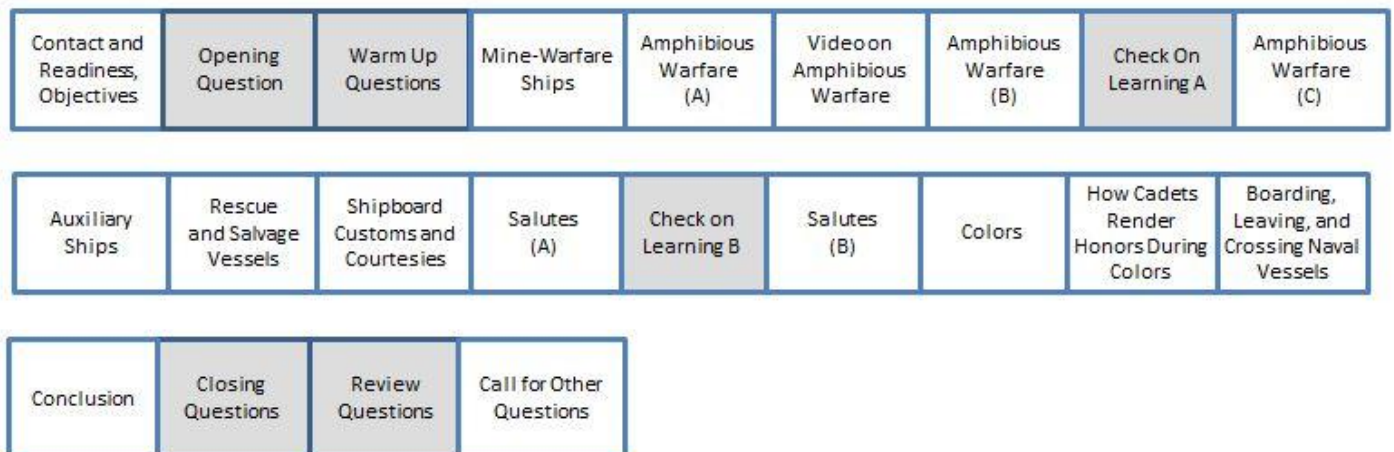 Contact and
Readiness,
Objectives
Opening
Question
Warm Up
Questions
Mine-Warfare
Ships
Amphibious
Warfare
(A)
Video on
Amphibious
Warfare
Amphibious
Warfare
(B)
Check On
Learning A
Amphibious
Warfare
(C)
Auxiliary
Ships
Rescue
and Salvage
Vessels
Shipboard
Customs and
Courtesies
Salutes
(A)
Check on
Learning B
Salutes
(B)
Colors
How Cadets
Render
Honors During
Colors
Boarding,
Leaving, and
Crossing Naval
Vessels
Conclusion
Closing
Questions
Review
Questions
Call for Other
Questions